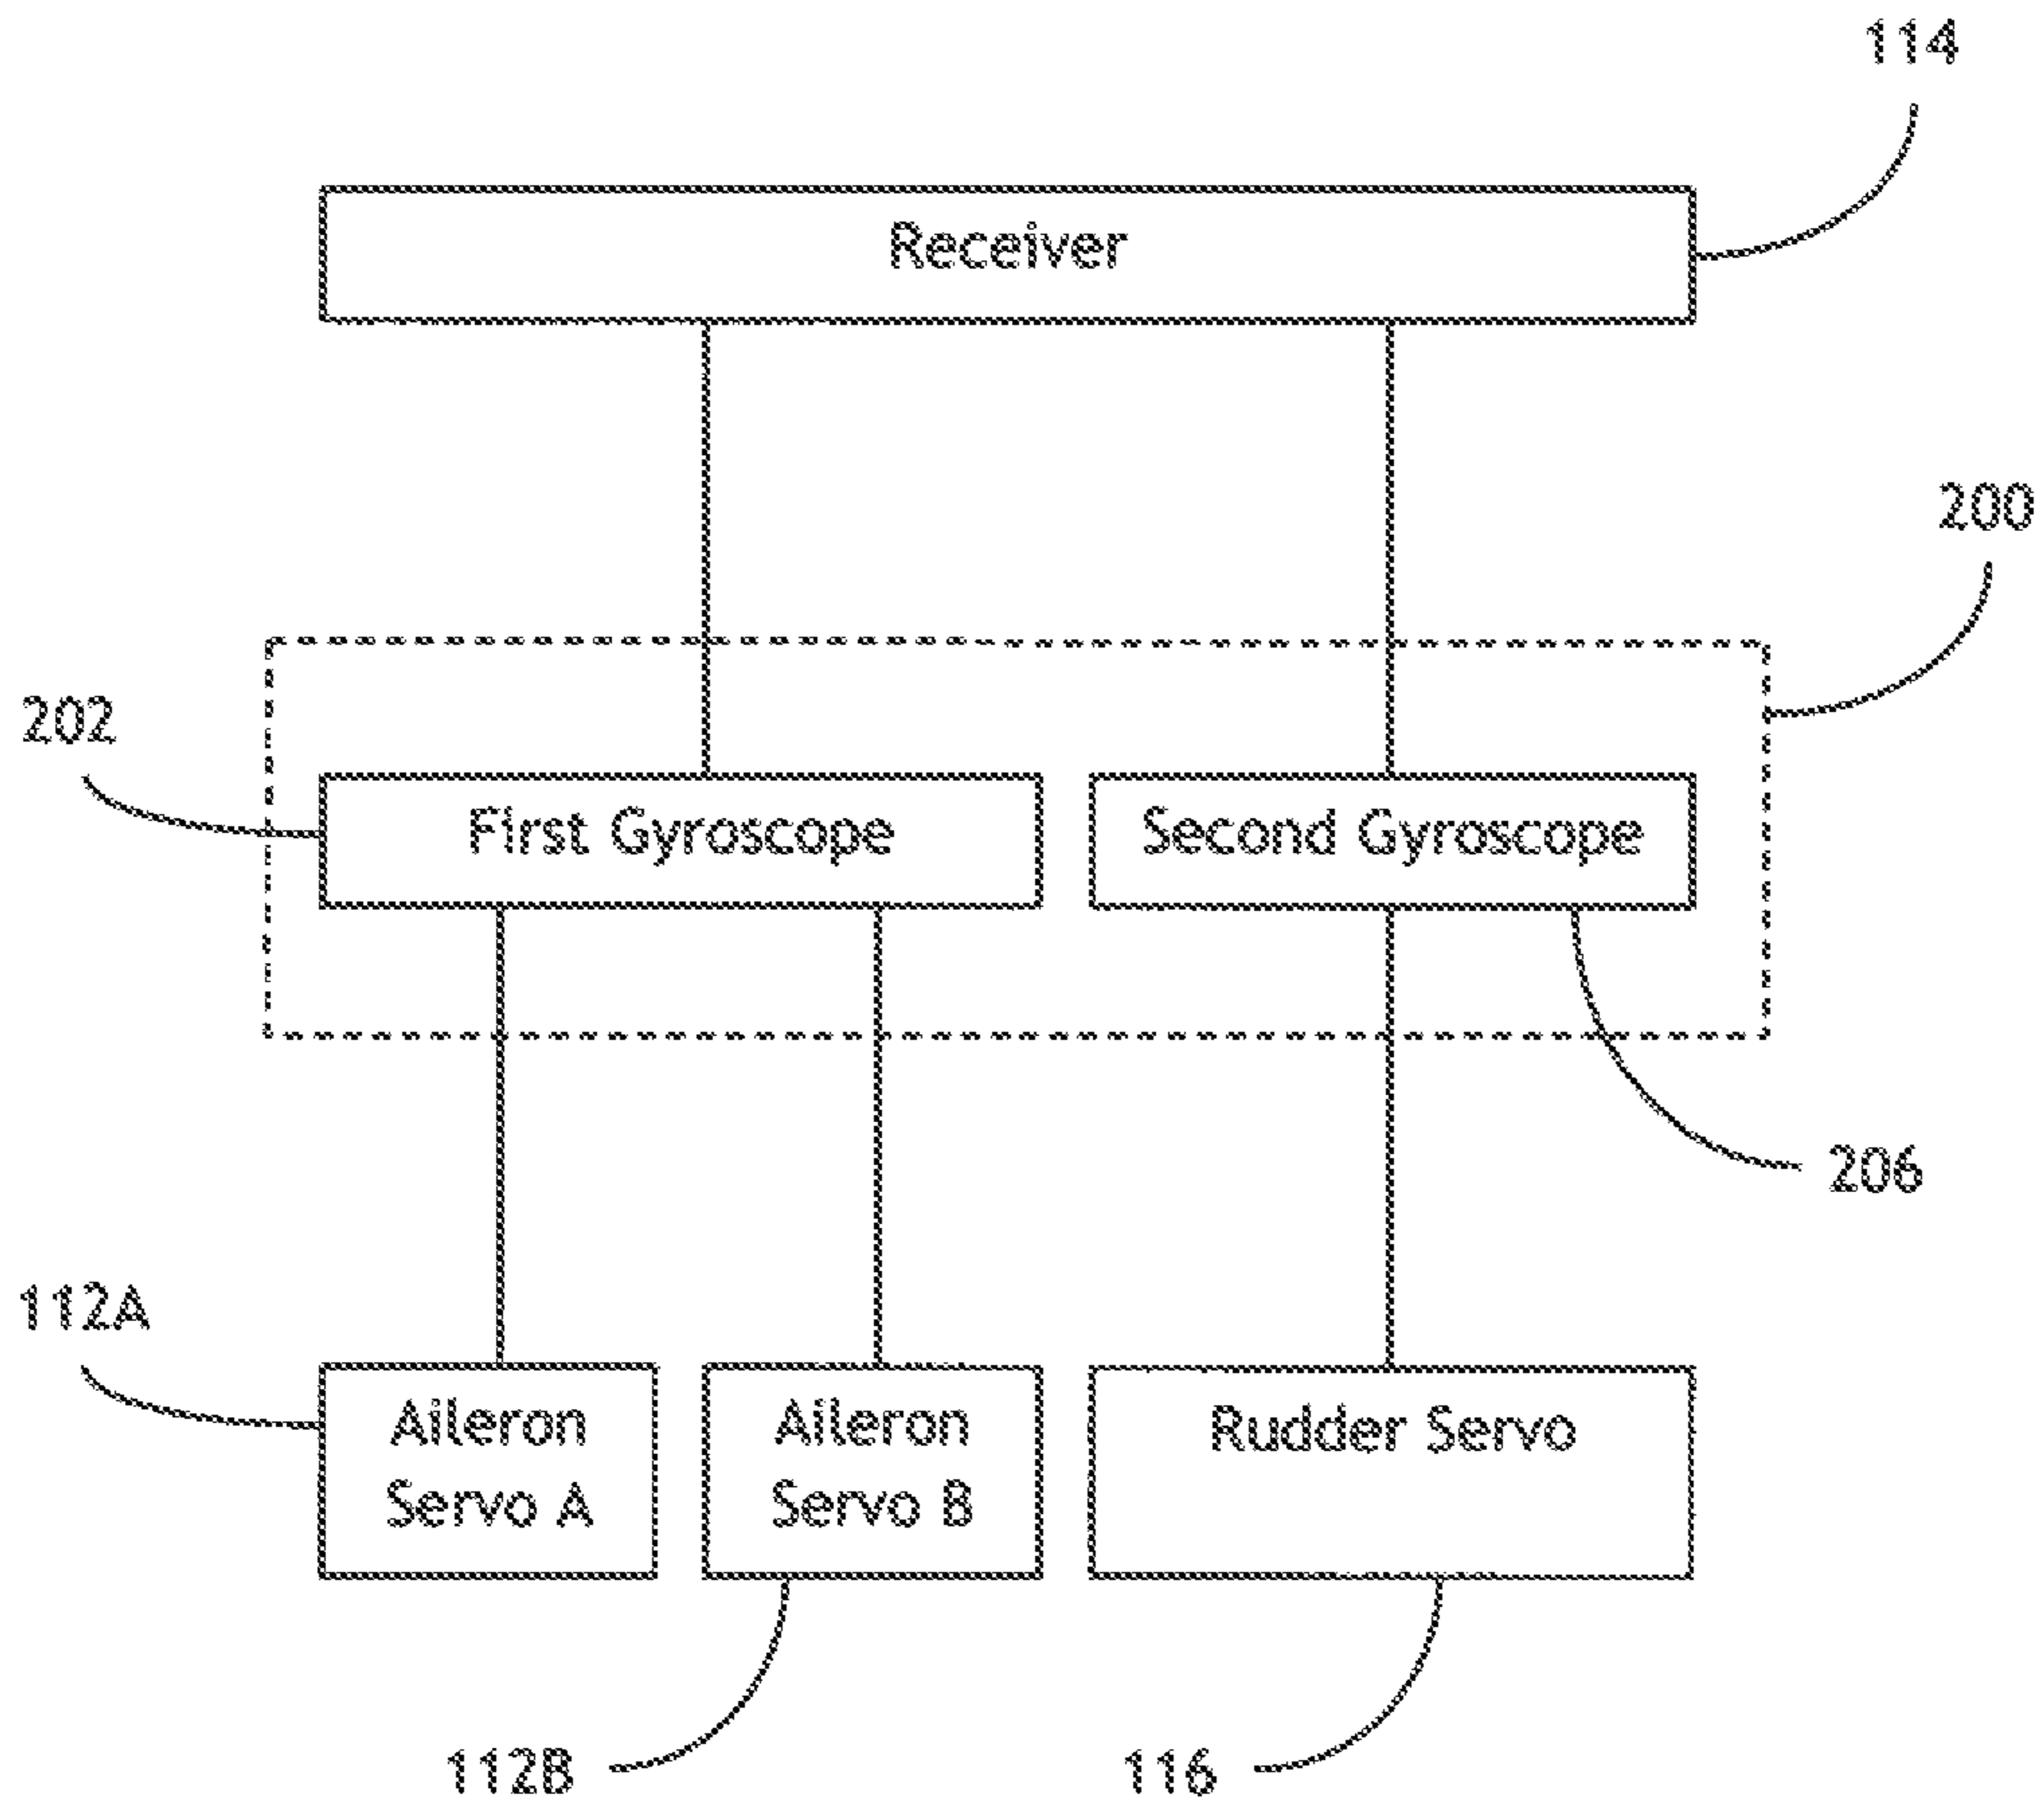 114
Receiver
200
202
First Gyroscope
Second Gyroscope
206
112A
Aileron
Servo A
Aileron
Servo B
Rudder Servo
112B
116